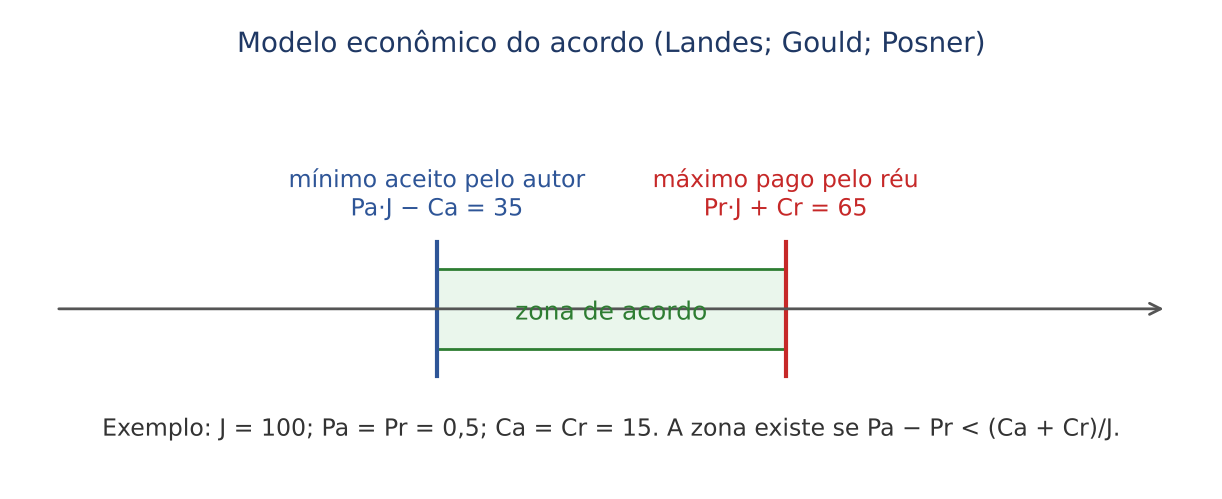 Modelo econômico do acordo (Landes; Gould; Posner)
mínimo aceito pelo autor
Pa·J − Ca = 35
máximo pago pelo réu
Pr·J + Cr = 65
zona de acordo
Exemplo: J = 100; Pa = Pr = 0,5; Ca = Cr = 15. A zona existe se Pa − Pr < (Ca + Cr)/J.